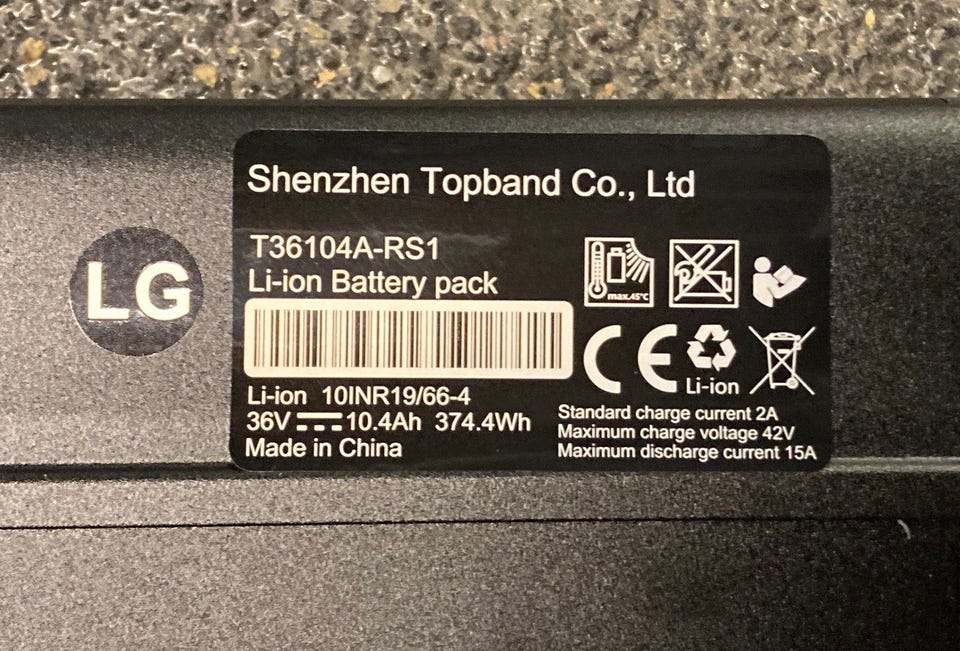 LG
Shenzhen Topband Co., Ltd
T36104A-RS1
Li-ion Battery pack
max.45°C
Li-ion 10INR19/66-4
36V 10.4Ah 374.4Wh
Made in China
CE
Li-ion
Standard charge current 2A
Maximum charge voltage 42V
Maximum discharge current 15A